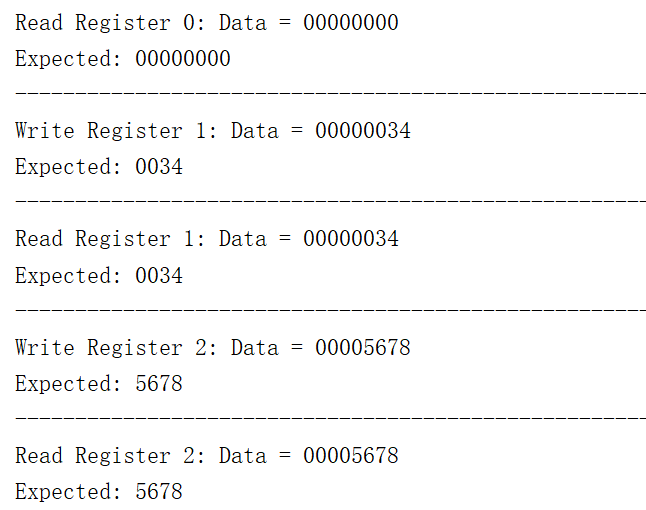 Read Register 0: Data = 00000000
Expected: 00000000
------------------------------------------------------
Write Register 1: Data = 00000034
Expected: 0034
------------------------------------------------------
Read Register 1: Data = 00000034
Expected: 0034
------------------------------------------------------
Write Register 2: Data = 00005678
Expected: 5678
------------------------------------------------------
Read Register 2: Data = 00005678
Expected: 5678